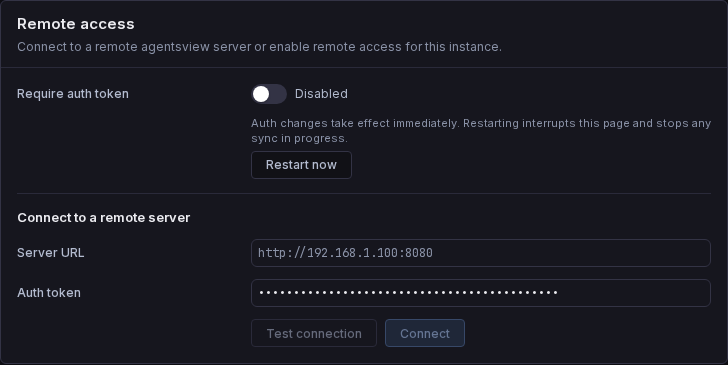 Remote access
Connect to a remote agentsview server or enable remote access for this instance.
Require auth token
Disabled
Auth changes take effect immediately. Restarting interrupts this page and stops any
sync in progress.
Restart now
Connect to a remote server
Server URL
http://192.168.1.100:8080
Auth token
•••••••••••••••••••••••••••••••••••••••••••
Test connection
Connect